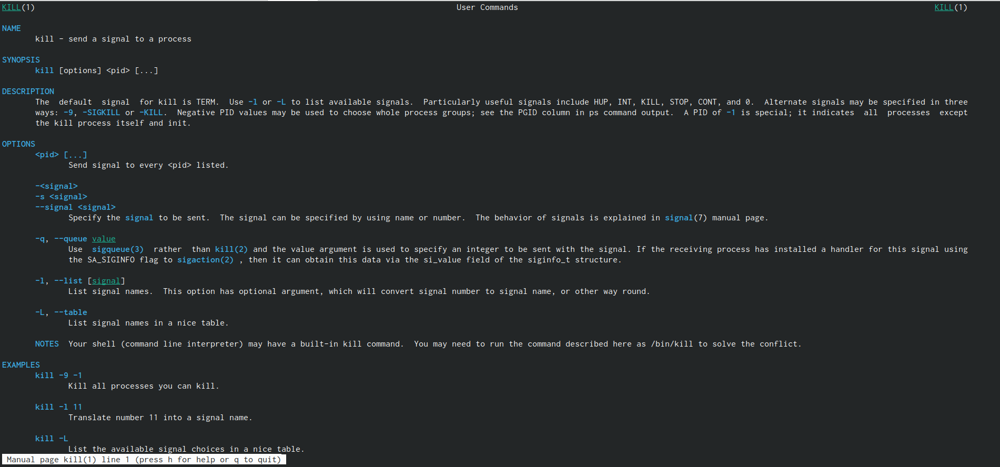 KILL(1) User Commands KILL(1)
NAME
kill - send a signal to a process
SYNOPSIS
kill [options] <pid> [...]
DESCRIPTION
The default signal for kill is TERM. Use -l or -L to list available signals. Particularly useful signals include HUP, INT, KILL, STOP, CONT, and 0. Alternate signals may be specified in three
ways: -9, -SIGKILL or -KILL. Negative PID values may be used to choose whole process groups; see the PGID column in ps command output. A PID of -1 is special; it indicates all processes except
the kill process itself and init.
OPTIONS
<pid> [...]
Send signal to every <pid> listed.
-<signal>
-s <signal>
--signal <signal>
Specify the signal to be sent. The signal can be specified by using name or number. The behavior of signals is explained in signal(7) manual page.
-q, --queue value
Use sigqueue(3) rather than kill(2) and the value argument is used to specify an integer to be sent with the signal. If the receiving process has installed a handler for this signal using
the SA_SIGINFO flag to sigaction(2) , then it can obtain this data via the si_value field of the siginfo_t structure.
-l, --list [signal]
List signal names. This option has optional argument, which will convert signal number to signal name, or other way round.
-L, --table
List signal names in a nice table.
NOTES Your shell (command line interpreter) may have a built-in kill command. You may need to run the command described here as /bin/kill to solve the conflict.
EXAMPLES
kill -9 -1
Kill all processes you can kill.
kill -l 11
Translate number 11 into a signal name.
kill -L
List the available signal choices in a nice table.
Manual page kill(1) line 1 (press h for help or q to quit)